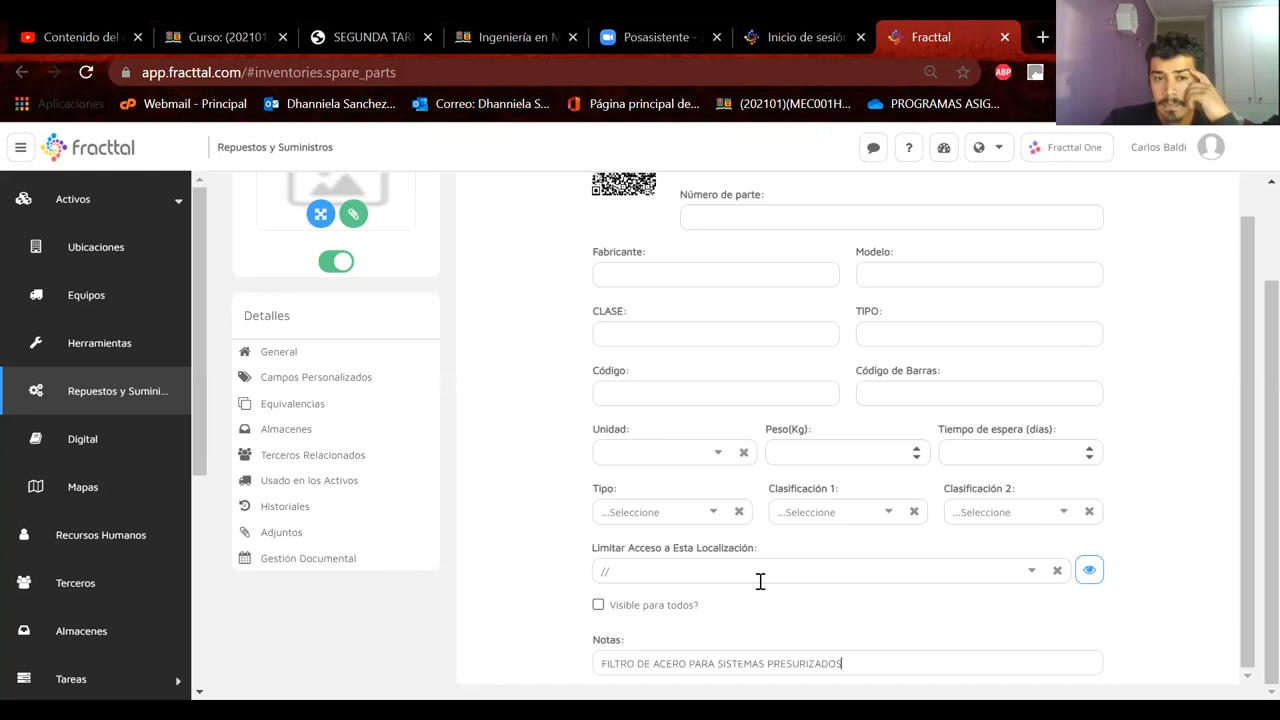 Contenido del
Curso: (202101
SEGUNDA TAR
Ingeniería en M
Posasistente -
Inicio de sesión
Fracttal
app.fracttal.com/#inventories.spare_parts
ABP
Aplicaciones
Webmail - Principal
Dhanniela Sanchez...
Correo: Dhanniela S...
Página principal de...
(202101)(MEC001H...
PROGRAMAS ASIG...
fracttal
Repuestos y Suministros
?
Fracttal One
Carlos Baldi
Activos
Ubicaciones
Equipos
Herramientas
Repuestos y Sumini...
Digital
Mapas
Recursos Humanos
Terceros
Almacenes
Tareas
Detalles
General
Campos Personalizados
Equivalencias
Almacenes
Terceros Relacionados
Usado en los Activos
Historiales
Adjuntos
Gestión Documental
Número de parte:
Fabricante:
Modelo:
CLASE:
TIPO:
Código:
Código de Barras:
Unidad:
Peso(Kg):
Tiempo de espera (días):
Tipo:
Clasificación 1:
Clasificación 2:
...Seleccione
...Seleccione
...Seleccione
Limitar Acceso a Esta Localización:
//
Visible para todos?
Notas:
FILTRO DE ACERO PARA SISTEMAS PRESURIZADOS